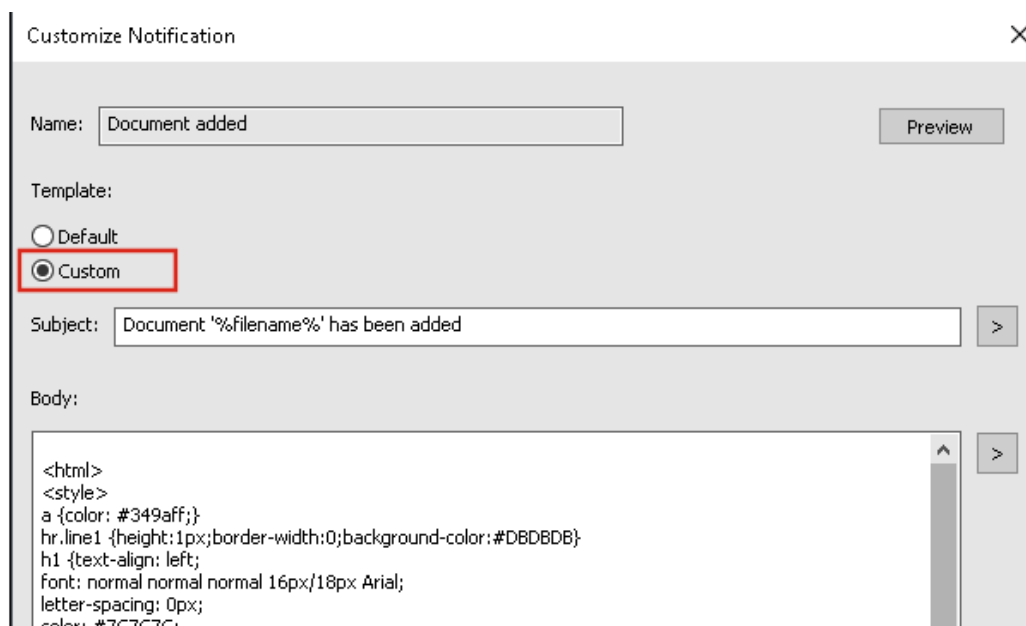 Customize Notification
Name: Document added
Preview
Template:
Default
Custom
Subject: Document '%filename%' has been added >
Body:
>
<html>
<style>
a {color: #349aff;}
hr.line1 {height:1px;border-width:0;background-color:#DBDBDB}
h1 {text-align: left;
font: normal normal normal 16px/18px Arial;
letter-spacing: 0px;
color: #7C7C7C;